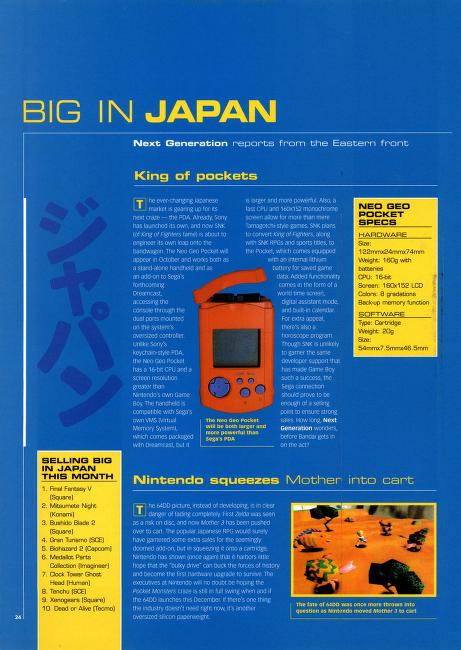 BIG IN JAPAN
Next Generation reports from the Eastern front
King of pockets
The ever-changing Japanese
market is gearing up for its
next craze — the PDA. Already, Sony
has launched its own, and now SNK
(of King of Fighters fame) is about to
engineer its own leap onto the
bandwagon. The Neo Geo Pocket will
appear in October and works both as
a stand-alone handheld and as
an add-on to Sega's
forthcoming
Dreamcast,
accessing the
console through the
dual ports mounted
on the system's
oversized controller.
Unlike Sony's
keychain-style PDA,
the Neo Geo Pocket
has a 16-bit CPU and a
screen resolution
greater than
Nintendo's own Game
Boy. The handheld is
compatible with Sega's
own VMS (Virtual
Memory System),
which comes packaged
with Dreamcast, but it
is larger and more powerful. Also, a
fast CPU and 160x152 monochrome
screen allow for more than mere
Tamagotchi-style games. SNK plans
to convert King of Fighters, along
with SNK RPGs and sports titles, to
the Pocket, which comes equipped
with an internal lithium
battery for saved game
data. Added functionality
comes in the form of a
world time screen,
digital assistant mode,
and built-in calendar.
For extra appeal,
there's also a
horoscope program.
Though SNK is unlikely
to garner the same
developer support that
has made Game Boy
such a success, the
Sega connection
should prove to be
enough of a selling
point to ensure strong
sales. How long, Next
Generation wonders,
before Bandai gets in
on the act?
The Neo Geo Pocket
will be both larger and
more powerful than
Sega's PDA
NEO GEO
POCKET
SPECS
HARDWARE
Size:
122mmx24mmx74mm
Weight: 160g with
batteries
CPU: 16-bit
Screen: 160x152 LCD
Colors: 8 gradations
Back-up memory function
SOFTWARE
Type: Cartridge
Weight: 20g
Size:
54mmx7.5mmx46.5mm
SELLING BIG
IN JAPAN
THIS MONTH
1. Final Fantasy V
(Square)
2. Mitsumete Night
(Konami)
3. Bushido Blade 2
(Square)
4. Gran Turismo (SCE)
5. Biohazard 2 (Capcom)
6. Medallot Parts
Collection (Imagineer)
7. Clock Tower Ghost
Head (Human)
8. Tenchu (SCE)
9. Xenogears (Square)
10. Dead or Alive (Tecmo)
Nintendo squeezes Mother into cart
The 64DD picture, instead of developing, is in clear
danger of fading completely. First Zelda was seen
as a risk on disc, and now Mother 3 has been pushed
over to cart. The popular Japanese RPG would surely
have garnered some extra sales for the seemingly
doomed add-on, but in squeezing it onto a cartridge,
Nintendo has shown (once again) that it harbors little
hope that the "bulky drive" can buck the forces of history
and become the first hardware upgrade to survive. The
executives at Nintendo will no doubt be hoping the
Pocket Monsters craze is still in full swing when and if
the 64DD launches this December. If there's one thing
the industry doesn't need right now, it's another
oversized silicon paperweight.
The fate of 64DD was once more thrown into
question as Nintendo moved Mother 3 to cart
24